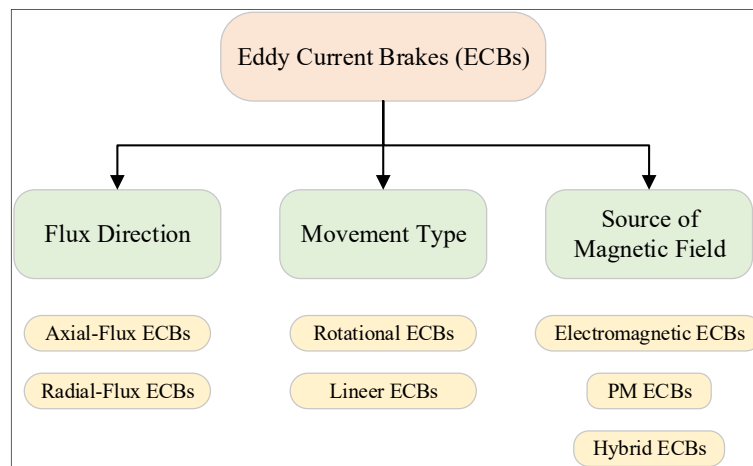 Eddy Current Brakes (ECBs)
Flux Direction
Movement Type
Source of
Magnetic Field
Axial-Flux ECBs
Rotational ECBs
Electromagnetic ECBs
Radial-Flux ECBs
Lineer ECBs
PM ECBs
Hybrid ECBs